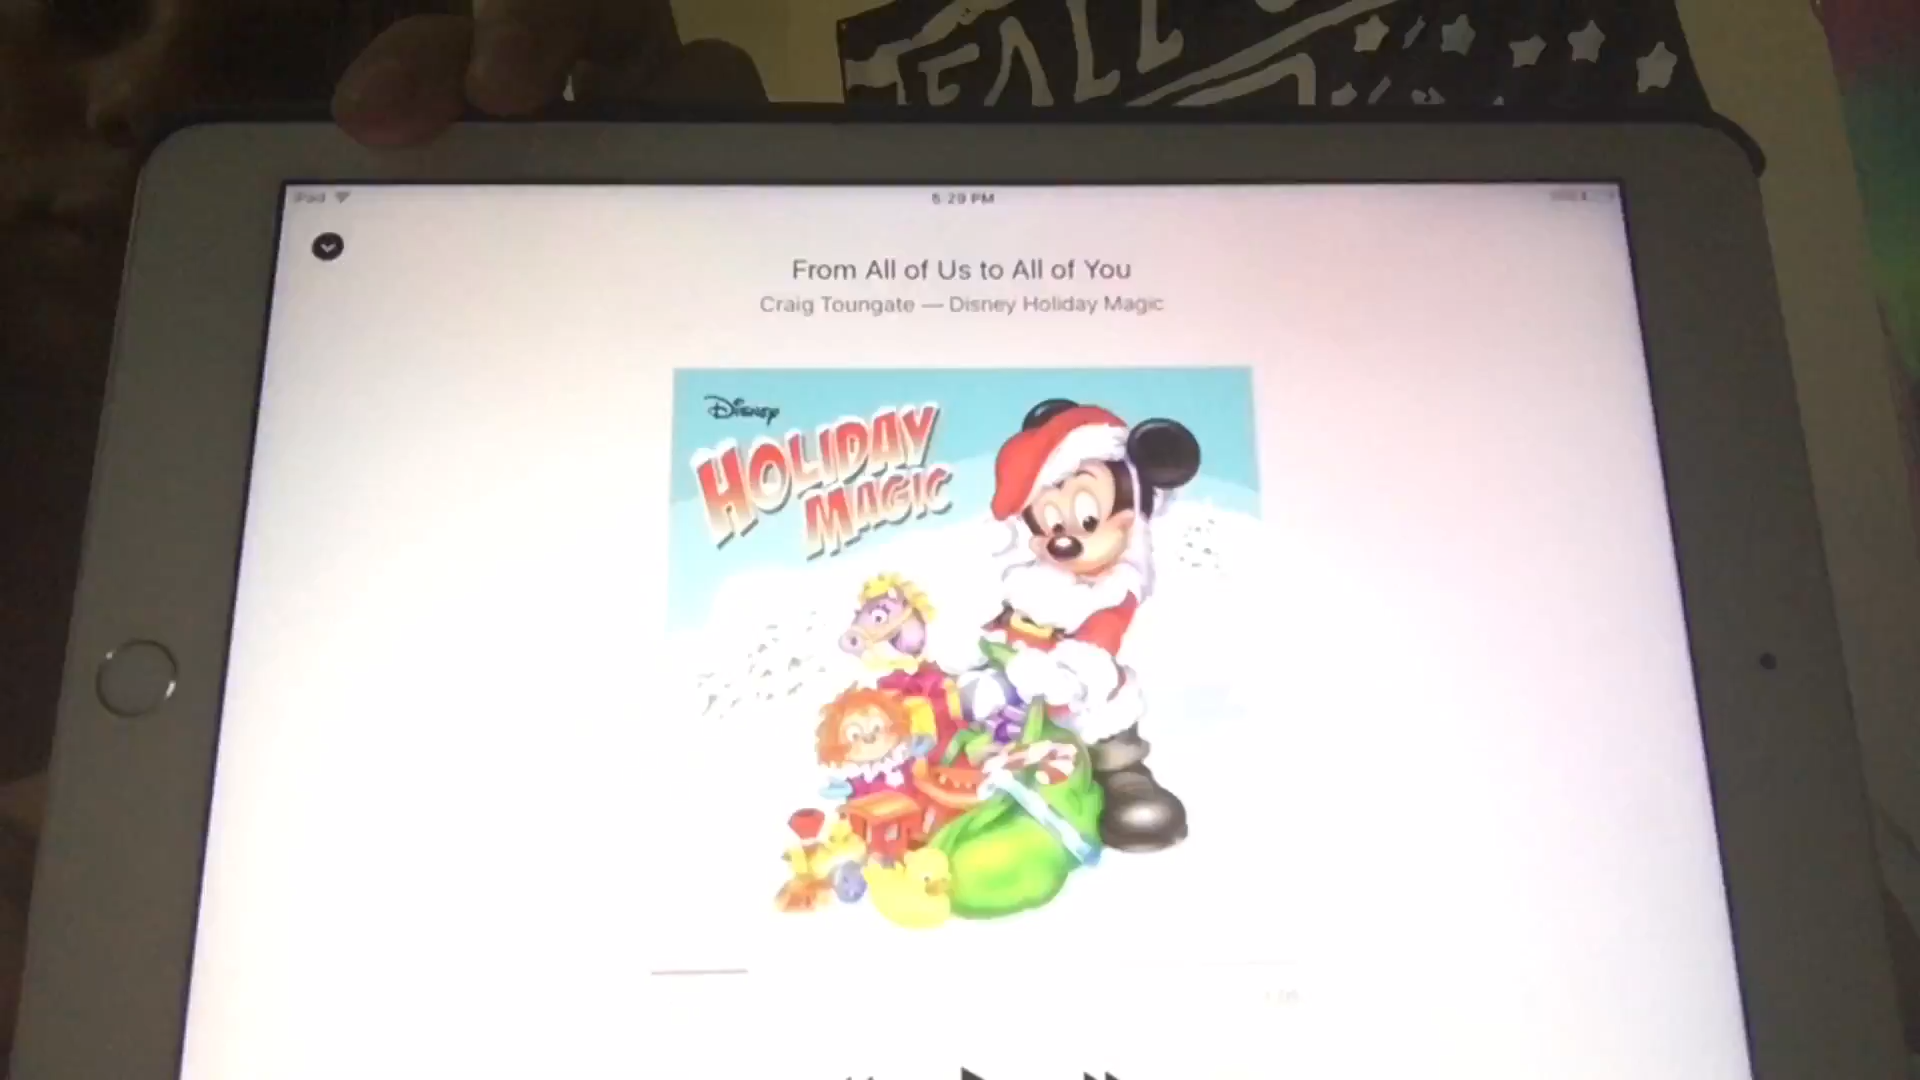 iPad
5:29 PM
From All of Us to All of You
Craig Toungate — Disney Holiday Magic
Disney
HOLIDAY
MAGIC